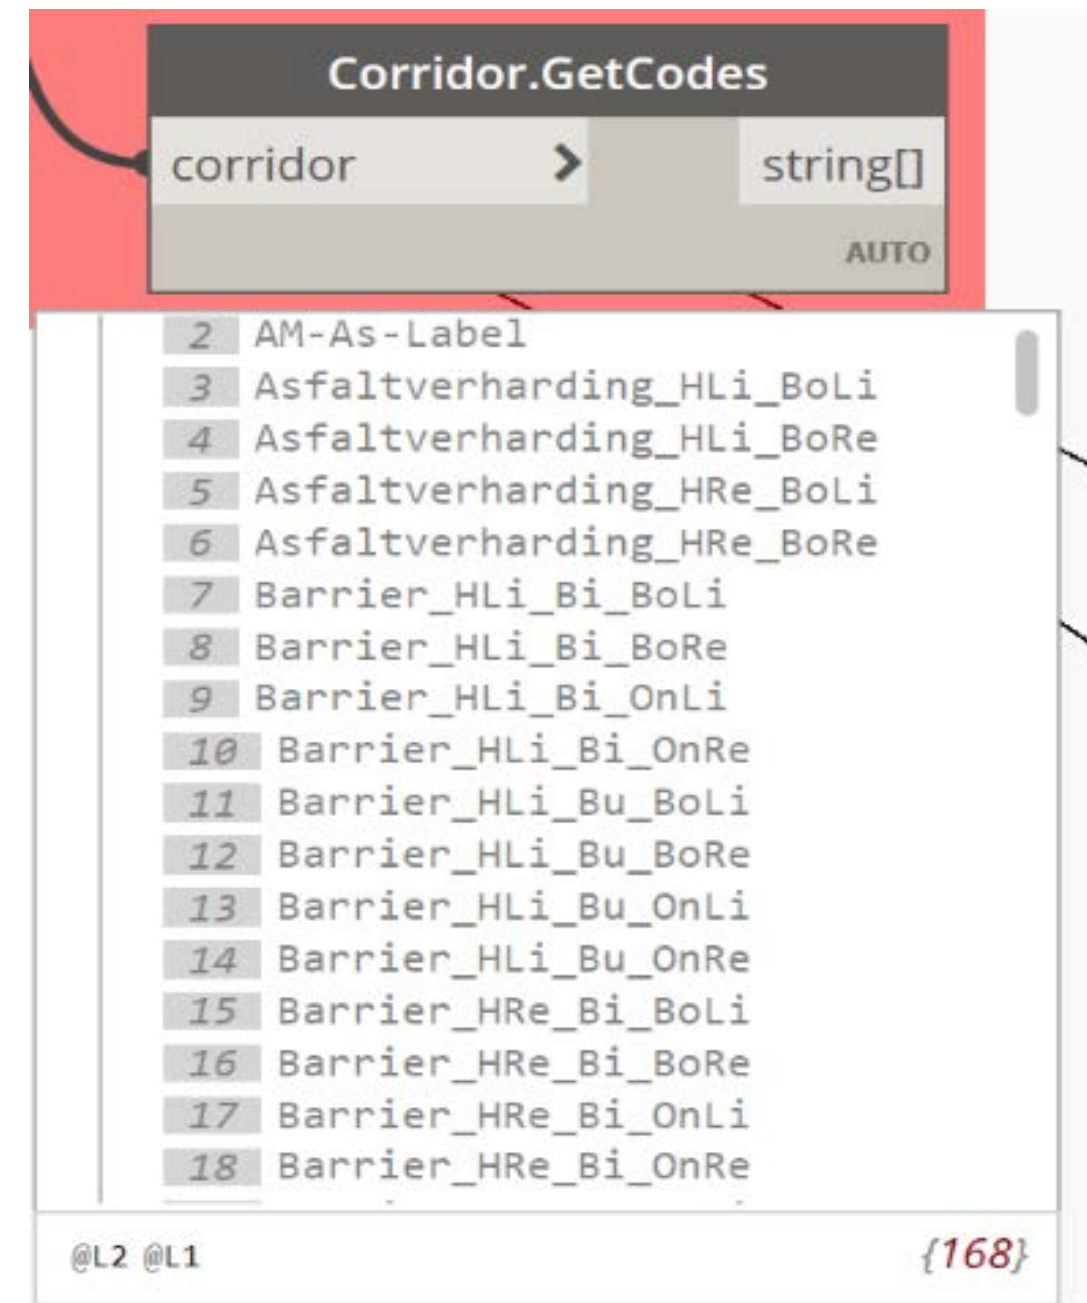 Corridor.GetCodes
corridor > string[]
AUTO
2 AM-As-Label
3 Asfaltverharding_HLi_BoLi
4 Asfaltverharding_HLi_BoRe
5 Asfaltverharding_HRe_BoLi
6 Asfaltverharding_HRe_BoRe
7 Barrier_HLi_Bi_BoLi
8 Barrier_HLi_Bi_BoRe
9 Barrier_HLi_Bi_OnLi
10 Barrier_HLi_Bi_OnRe
11 Barrier_HLi_Bu_BoLi
12 Barrier_HLi_Bu_BoRe
13 Barrier_HLi_Bu_OnLi
14 Barrier_HLi_Bu_OnRe
15 Barrier_HRe_Bi_BoLi
16 Barrier_HRe_Bi_BoRe
17 Barrier_HRe_Bi_OnLi
18 Barrier_HRe_Bi_OnRe
@L2 @L1 {168}